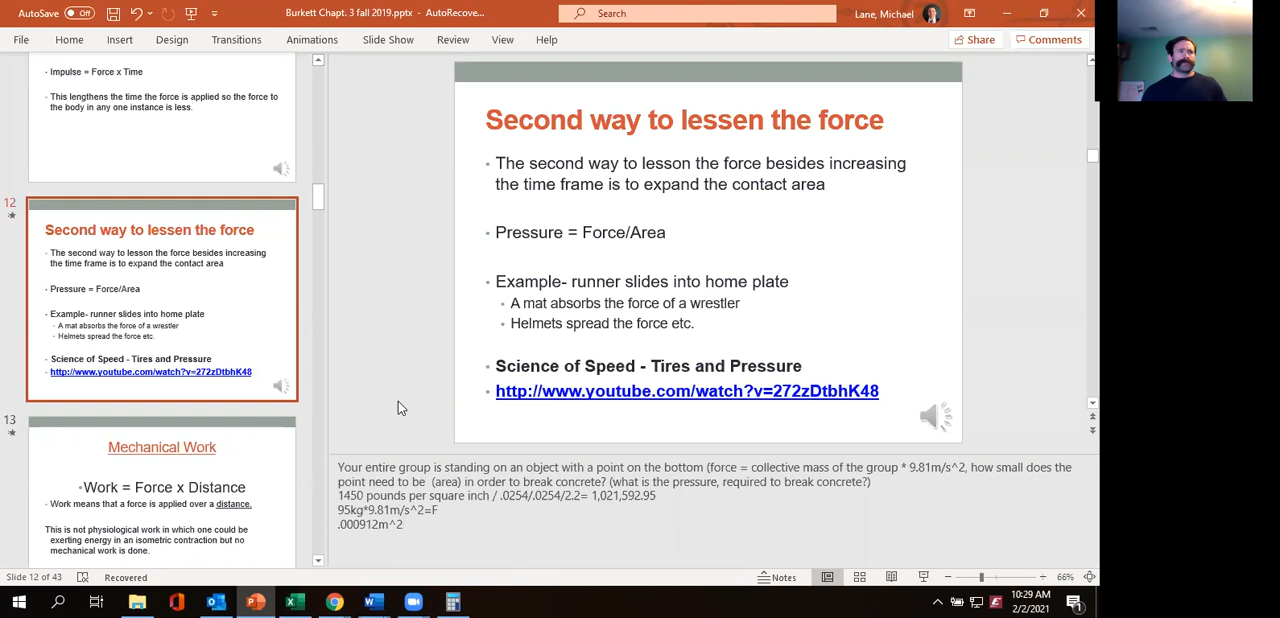 AutoSave Off Burkett Chapt. 3 fall 2019.pptx - AutoRecove... Search Lane, Michael
File Home Insert Design Transitions Animations Slide Show Review View Help Share Comments
- Impulse = Force x Time
- This lengthens the time the force is applied so the force to
the body in any one instance is less.
12
Second way to lessen the force
- The second way to lesson the force besides increasing
the time frame is to expand the contact area
- Pressure = Force/Area
- Example- runner slides into home plate
- A mat absorbs the force of a wrestler
- Helmets spread the force etc.
- Science of Speed - Tires and Pressure
- http://www.youtube.com/watch?v=272zDtbhK48
13
Mechanical Work
•Work = Force x Distance
- Work means that a force is applied over a distance.
This is not physiological work in which one could be
exerting energy in an isometric contraction but no
mechanical work is done.
Second way to lessen the force
• The second way to lesson the force besides increasing
the time frame is to expand the contact area
• Pressure = Force/Area
• Example- runner slides into home plate
• A mat absorbs the force of a wrestler
• Helmets spread the force etc.
• Science of Speed - Tires and Pressure
• http://www.youtube.com/watch?v=272zDtbhK48
Your entire group is standing on an object with a point on the bottom (force = collective mass of the group * 9.81m/s^2, how small does the
point need to be (area) in order to break concrete? (what is the pressure, required to break concrete?)
1450 pounds per square inch / .0254/.0254/2.2= 1,021,592.95
95kg*9.81m/s^2=F
.000912m^2
Slide 12 of 43 Recovered Notes 66%
10:29 AM
2/2/2021